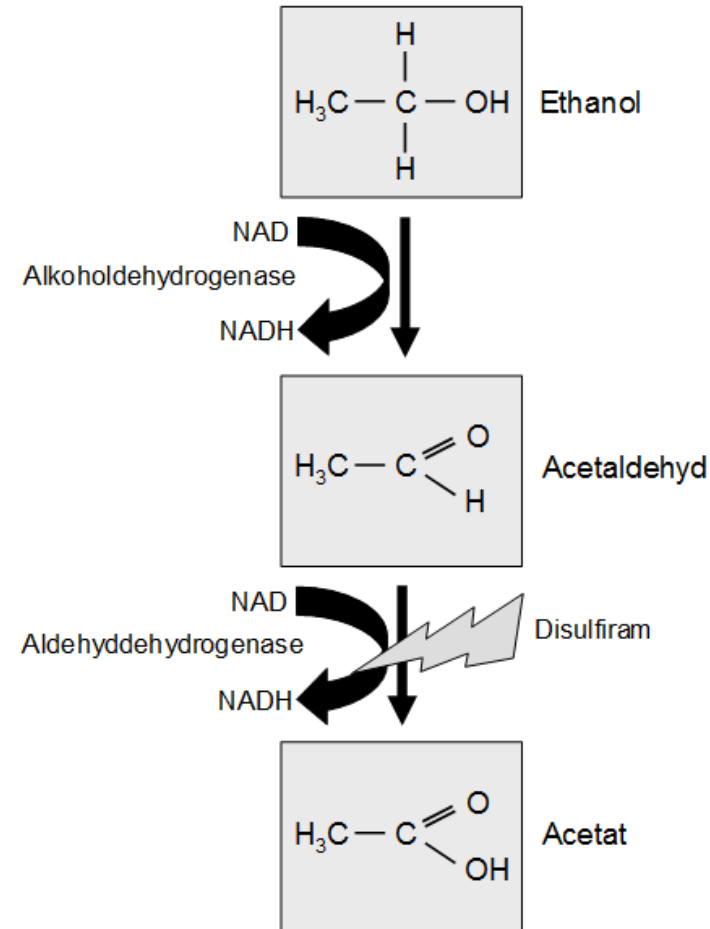 H
H₃C — C — OH Ethanol
H
NAD
Alkoholdehydrogenase
NADH
O
H₃C — C Acetaldehyd
H
NAD
Disulfiram
Aldehyddehydrogenase
NADH
O
H₃C — C Acetat
OH